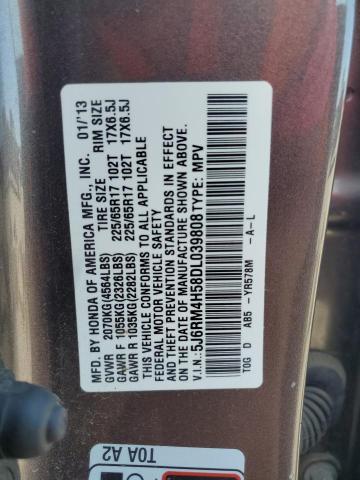 MFD. BY HONDA OF AMERICA MFG., INC. 01/'13
TIRE SIZE RIM SIZE
GVWR 2070KG(4564LBS)
GAWR F 1055KG(2326LBS) 225/65R17 102T 17X6.5J
GAWR R 1035KG(2282LBS) 225/65R17 102T 17X6.5J
THIS VEHICLE CONFORMS TO ALL APPLICABLE
FEDERAL MOTOR VEHICLE SAFETY
AND THEFT PREVENTION STANDARDS IN EFFECT
ON THE DATE OF MANUFACTURE SHOWN ABOVE.
V.I.N.: 5J6RM4H58DL039808 TYPE: MPV
TOG D AB5 - YR578M -A-L
T0A A2